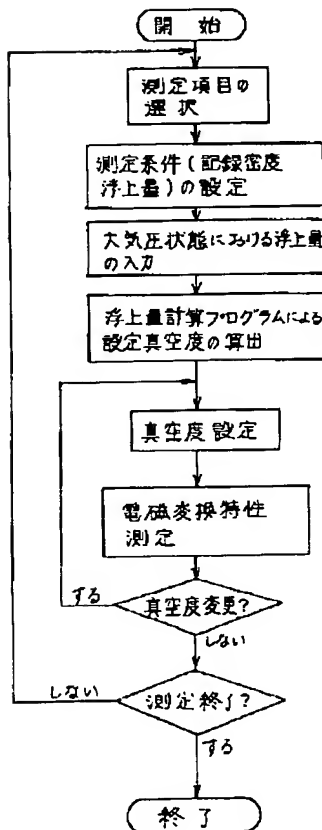 開始
測定項目の
選択
測定条件(記録密度
浮上量)の設定
大気圧状態における浮上量
の入力
浮上量計算プログラムによる
設定真空度の算出
真空度設定
電磁変換特性
測定
する
真空度変更?
しない
しない
測定終了?
する
終了